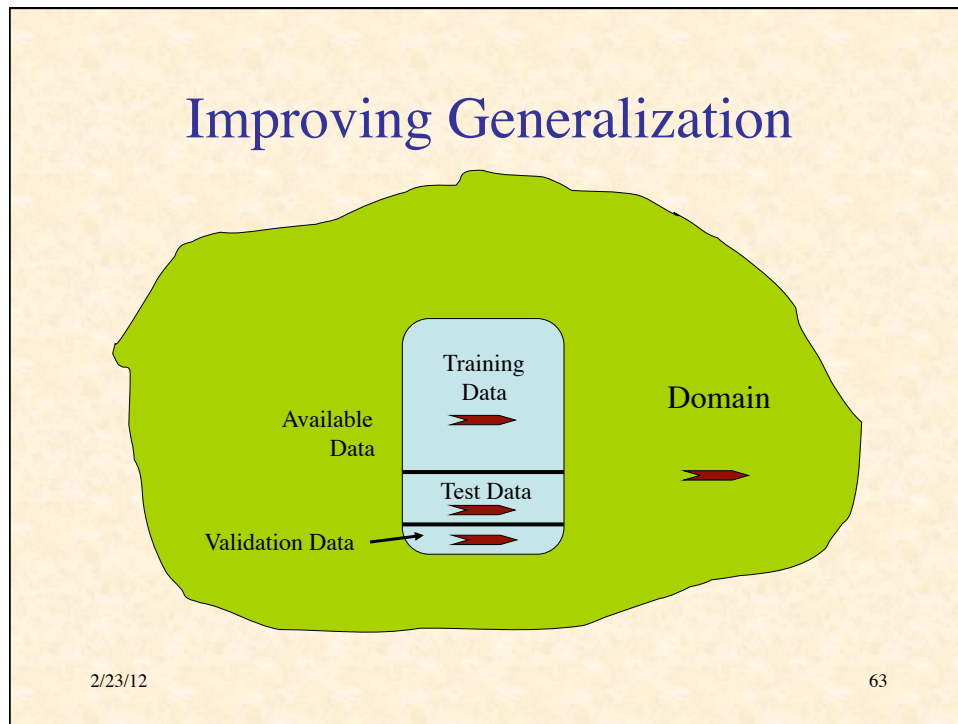 Improving Generalization
Training
Data
Domain
Available
Data
Test Data
Validation Data
2/23/12
63